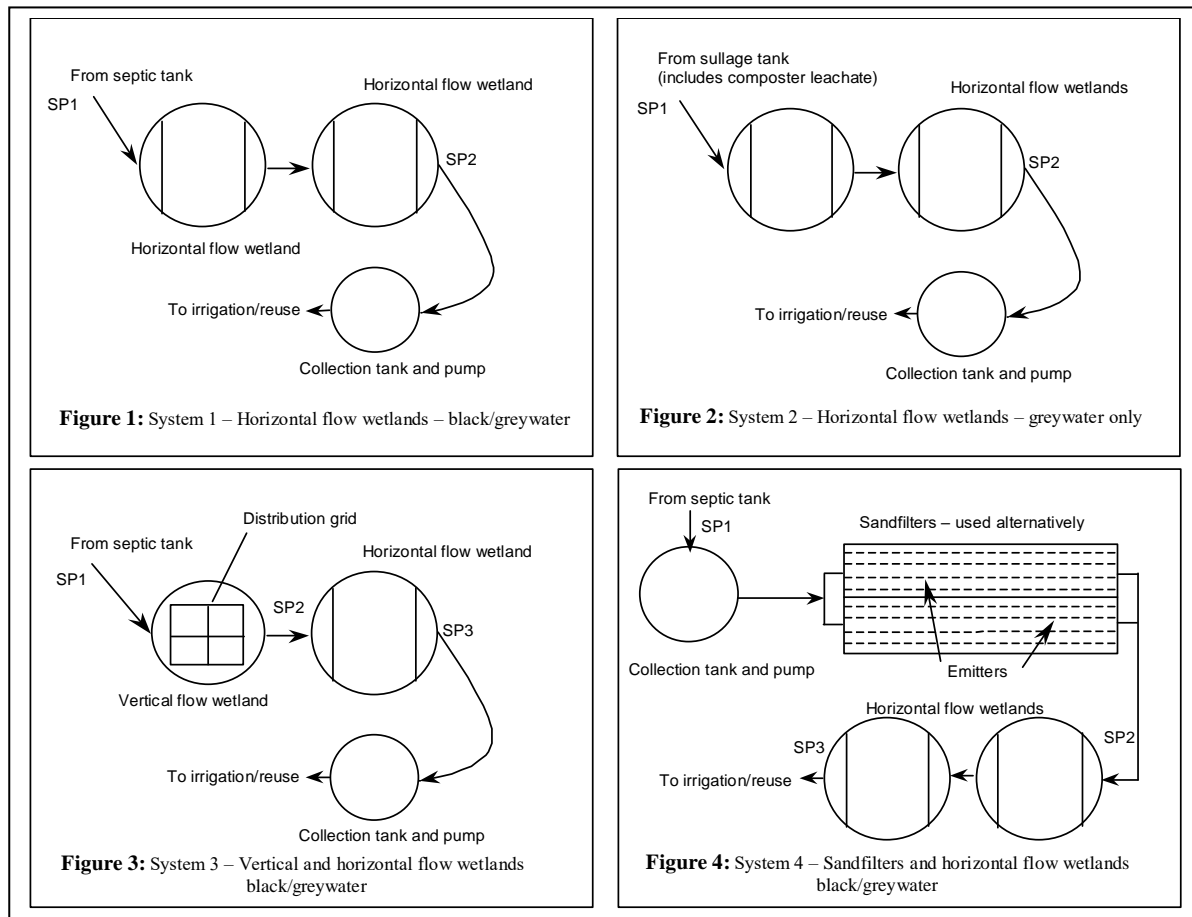 From septic tank
SP1
Horizontal flow wetland
SP2
Horizontal flow wetland
To irrigation/reuse
Collection tank and pump
Figure 1: System 1 – Horizontal flow wetlands – black/greywater
From sullage tank
(includes composter leachate)
SP1
Horizontal flow wetlands
SP2
To irrigation/reuse
Collection tank and pump
Figure 2: System 2 – Horizontal flow wetlands – greywater only
Distribution grid
From septic tank
Horizontal flow wetland
SP1
SP2
SP3
Vertical flow wetland
To irrigation/reuse
Collection tank and pump
Figure 3: System 3 – Vertical and horizontal flow wetlands
black/greywater
From septic tank
SP1
Sandfilters – used alternatively
Collection tank and pump
Emitters
Horizontal flow wetlands
SP3
SP2
To irrigation/reuse
Figure 4: System 4 – Sandfilters and horizontal flow wetlands
black/greywater